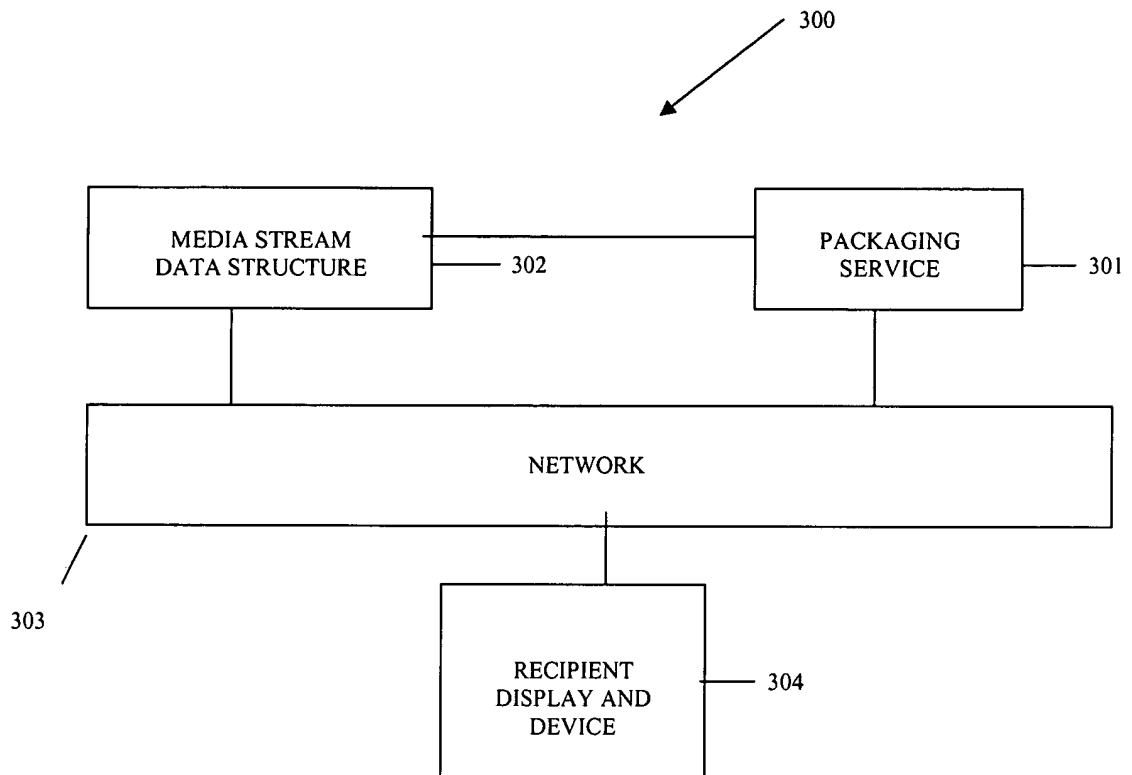 300
MEDIA STREAM
DATA STRUCTURE
302
PACKAGING
SERVICE
301
NETWORK
303
RECIPIENT
DISPLAY AND
DEVICE
304